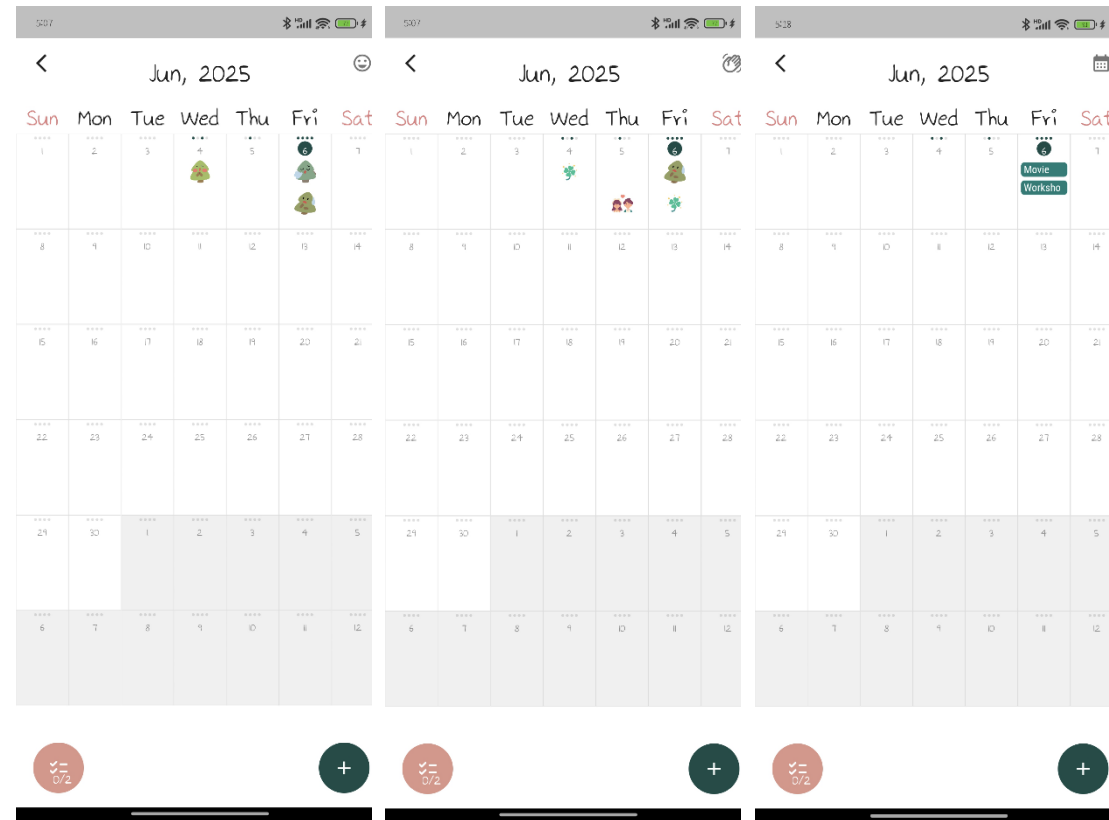 5:07
Jun, 2025
Sun Mon Tue Wed Thu Fri Sat
1 2 3 4 5 6 7
8 9 10 11 12 13 14
15 16 17 18 19 20 21
22 23 24 25 26 27 28
29 30 1 2 3 4 5
6 7 8 9 10 11 12
0/2
5:07
Jun, 2025
Sun Mon Tue Wed Thu Fri Sat
1 2 3 4 5 6 7
8 9 10 11 12 13 14
15 16 17 18 19 20 21
22 23 24 25 26 27 28
29 30 1 2 3 4 5
6 7 8 9 10 11 12
0/2
Jun, 2025
Sun Mon Tue Wed Thu Fri Sat
1 2 3 4 5 6 7
Movie
Worksho
8 9 10 11 12 13 14
15 16 17 18 19 20 21
22 23 24 25 26 27 28
29 30 1 2 3 4 5
6 7 8 9 10 11 12
0/2